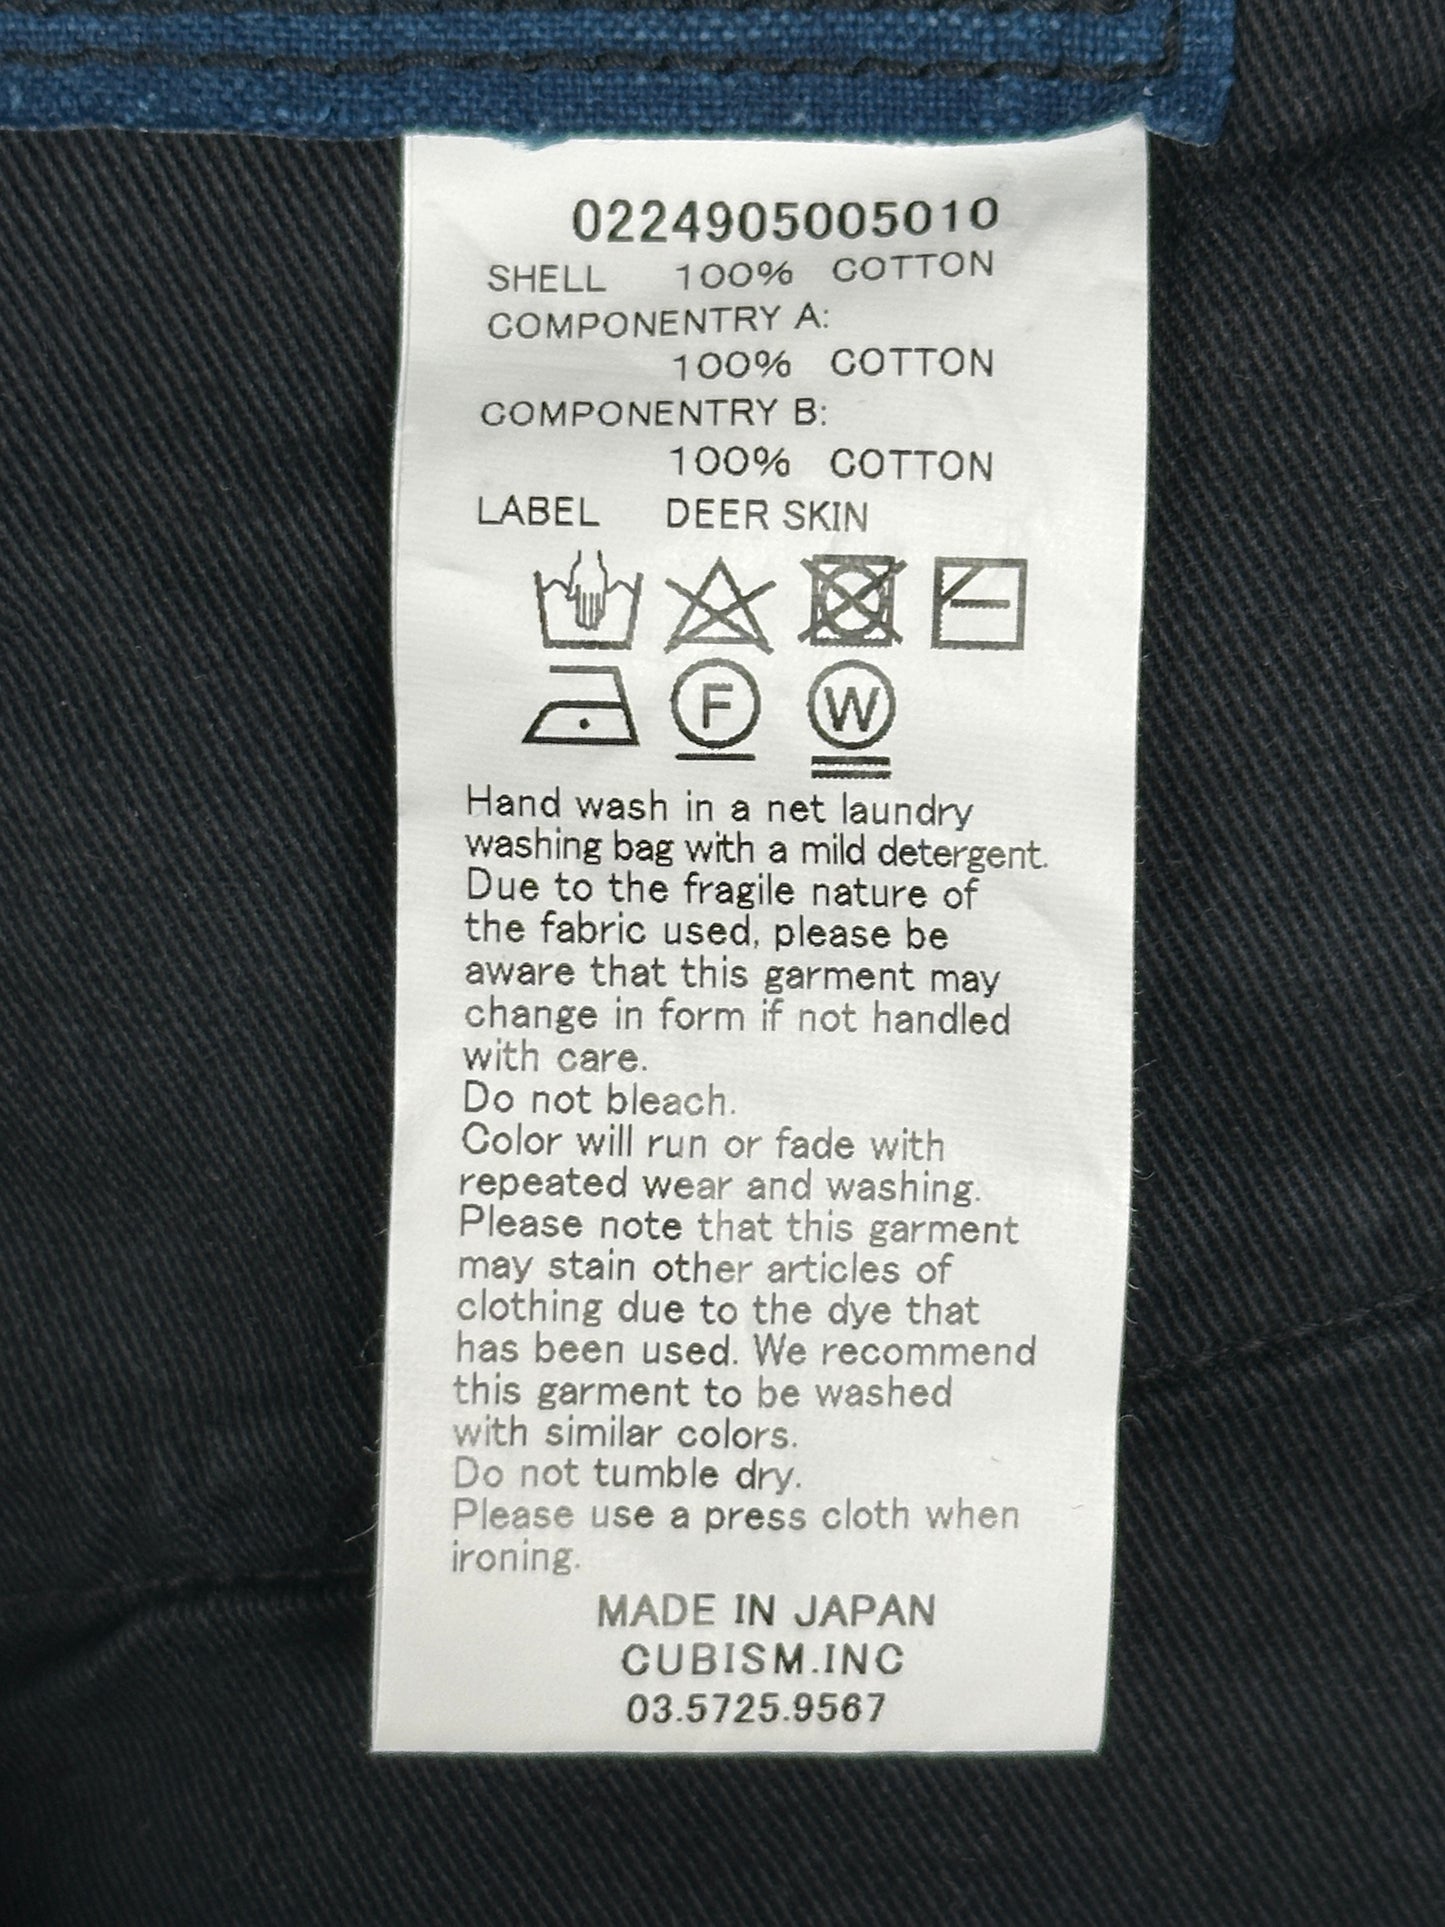 0224905005010
SHELL 100% COTTON
COMPONENTRY A:
100% COTTON
COMPONENTRY B:
100% COTTON
LABEL DEER SKIN
F W
Hand wash in a net laundry
washing bag with a mild detergent.
Due to the fragile nature of
the fabric used, please be
aware that this garment may
change in form if not handled
with care.
Do not bleach.
Color will run or fade with
repeated wear and washing.
Please note that this garment
may stain other articles of
clothing due to the dye that
has been used. We recommend
this garment to be washed
with similar colors.
Do not tumble dry.
Please use a press cloth when
ironing.
MADE IN JAPAN
CUBISM.INC
03.5725.9567